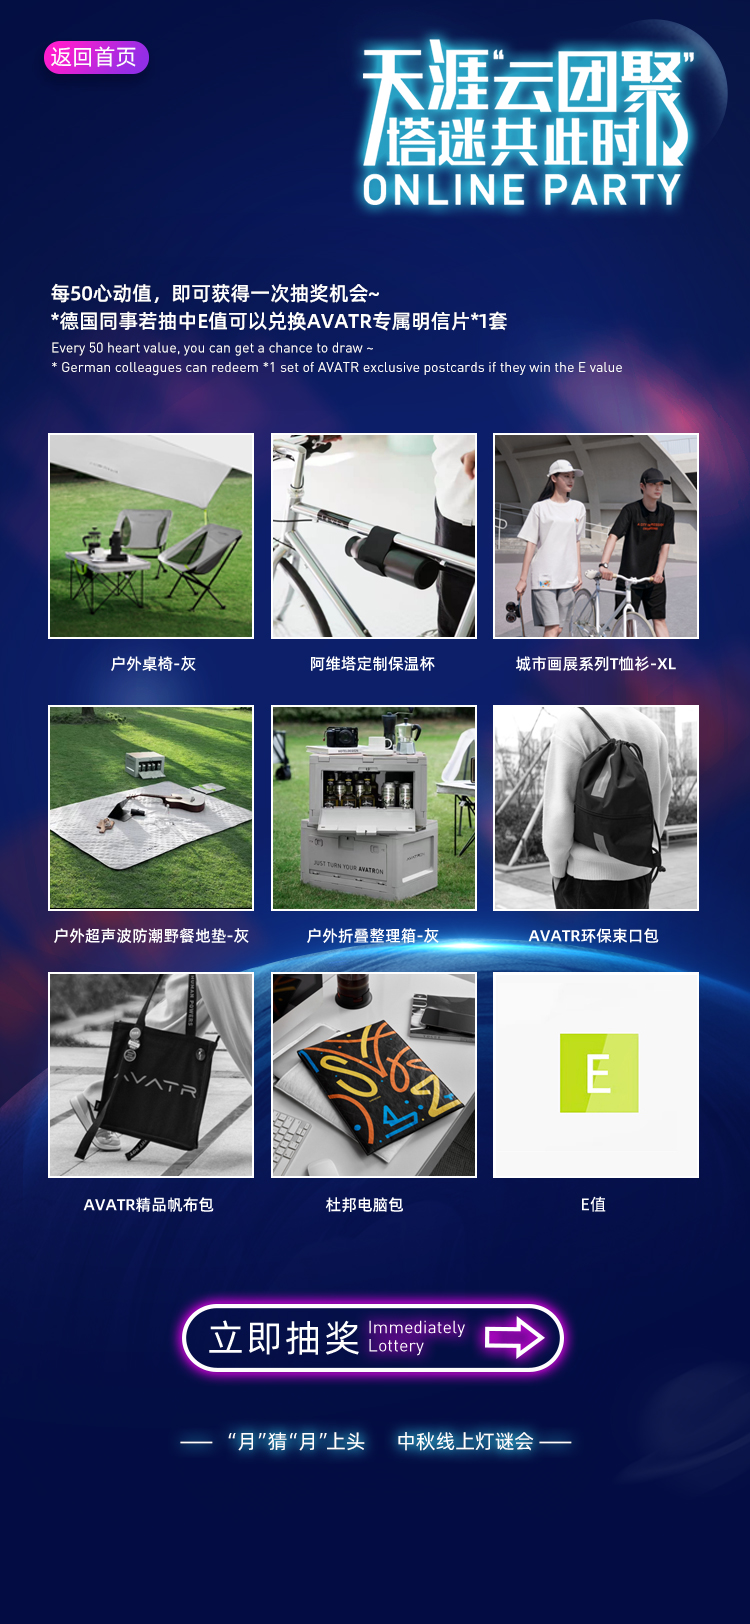 返回首页
天涯“云团聚”
塔迷共此时
ONLINE PARTY
每50心动值，即可获得一次抽奖机会~
*德国同事若抽中E值可以兑换AVATR专属明信片*1套
Every 50 heart value, you can get a chance to draw ~
* German colleagues can redeem *1 set of AVATR exclusive postcards if they win the E value
户外桌椅-灰
阿维塔定制保温杯
城市画展系列T恤衫-XL
JUST TURN YOUR AVATRON
AVATR
户外超声波防潮野餐地垫-灰
户外折叠整理箱-灰
AVATR环保束口包
HUMAN POWERS
AVATR
E
AVATR精品帆布包
杜邦电脑包
E值
立即抽奖
Immediately
Lottery
“月”猜“月”上头 中秋线上灯谜会